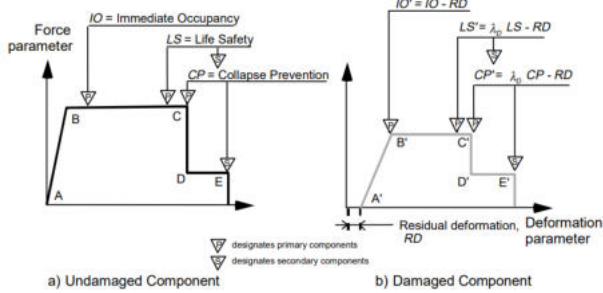 Force
parameter
IO = Immediate Occupancy
LS = Life Safety
S
CP = Collapse Prevention
P
P
P
B
C
S
D
E
A
IO' = IO - RD
LS' = λD LS - RD
S
CP' = λD CP - RD
P
P
P
B'
C'
S
D'
E'
A'
Residual deformation,
RD
Deformation
parameter
P designates primary components
S designates secondary components
a) Undamaged Component
b) Damaged Component